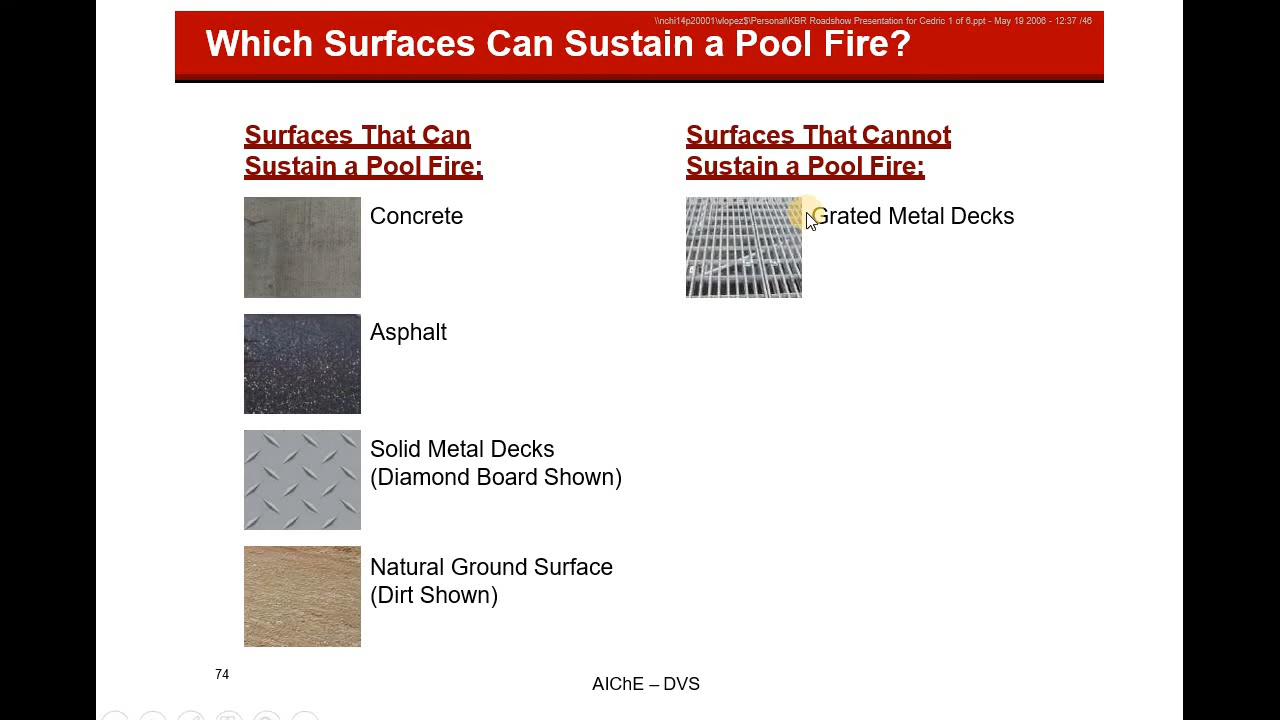 \\nchi14p20001\vlopez$\Personal\KBR Roadshow Presentation for Cedric 1 of 6.ppt - May 19 2006 - 12:37 /46
Which Surfaces Can Sustain a Pool Fire?
Surfaces That Can
Sustain a Pool Fire:
Concrete
Asphalt
Solid Metal Decks
(Diamond Board Shown)
Natural Ground Surface
(Dirt Shown)
Surfaces That Cannot
Sustain a Pool Fire:
Grated Metal Decks
74
AIChE – DVS